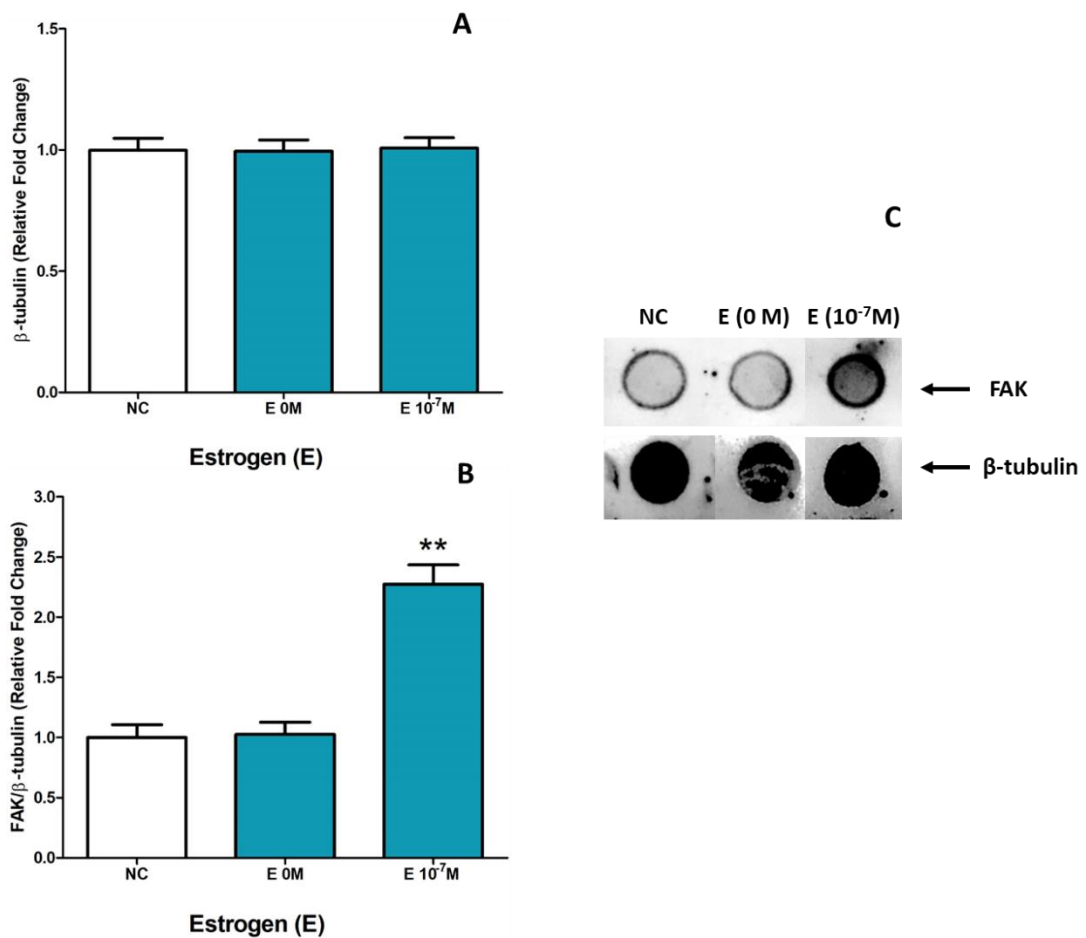 A
β-tubulin (Relative Fold Change)
1.5
1.0
0.5
0.0
NC
E 0M
E 10⁻⁷M
Estrogen (E)
B
FAK/β-tubulin (Relative Fold Change)
3.0
2.5
2.0
1.5
1.0
0.5
0.0
**
NC
E 0M
E 10⁻⁷M
Estrogen (E)
C
NC E (0 M) E (10⁻⁷M)
FAK
β-tubulin